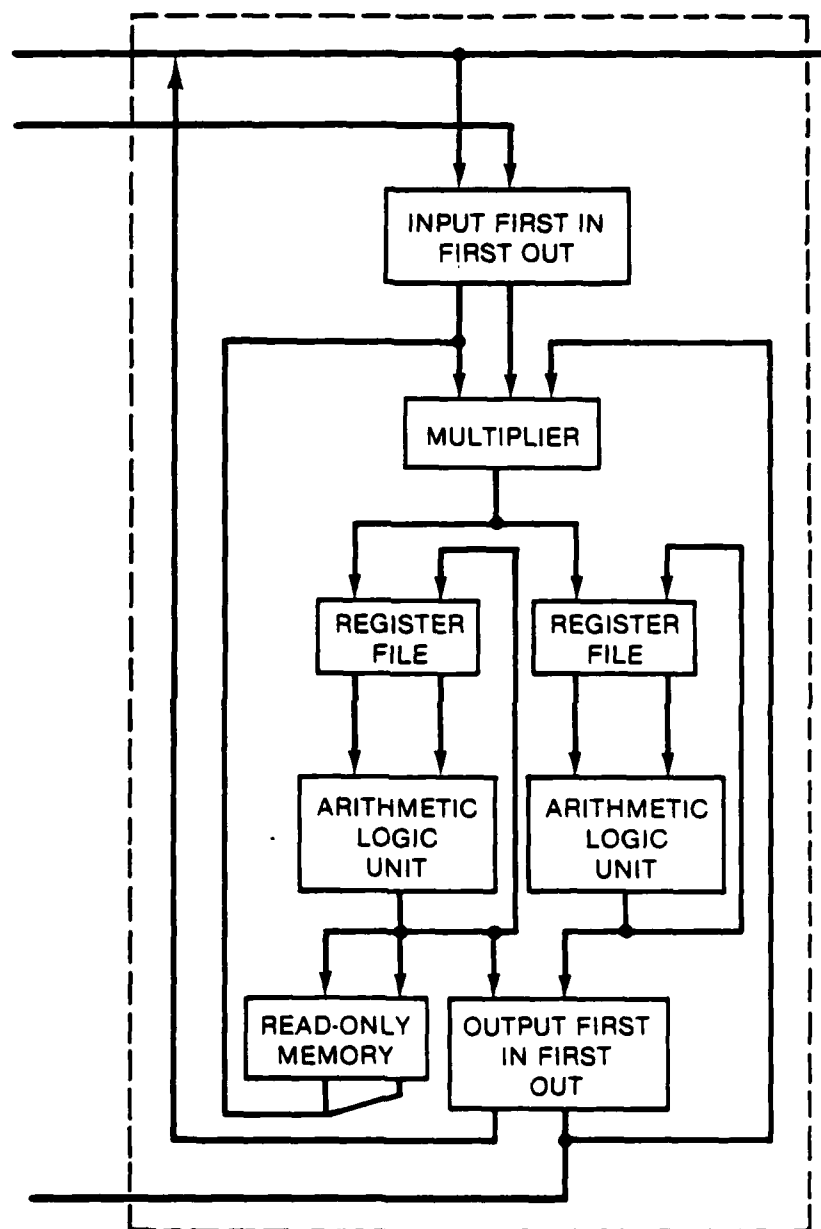 INPUT FIRST IN
FIRST OUT
MULTIPLIER
REGISTER
FILE
REGISTER
FILE
ARITHMETIC
LOGIC
UNIT
ARITHMETIC
LOGIC
UNIT
READ-ONLY
MEMORY
OUTPUT FIRST
IN FIRST
OUT